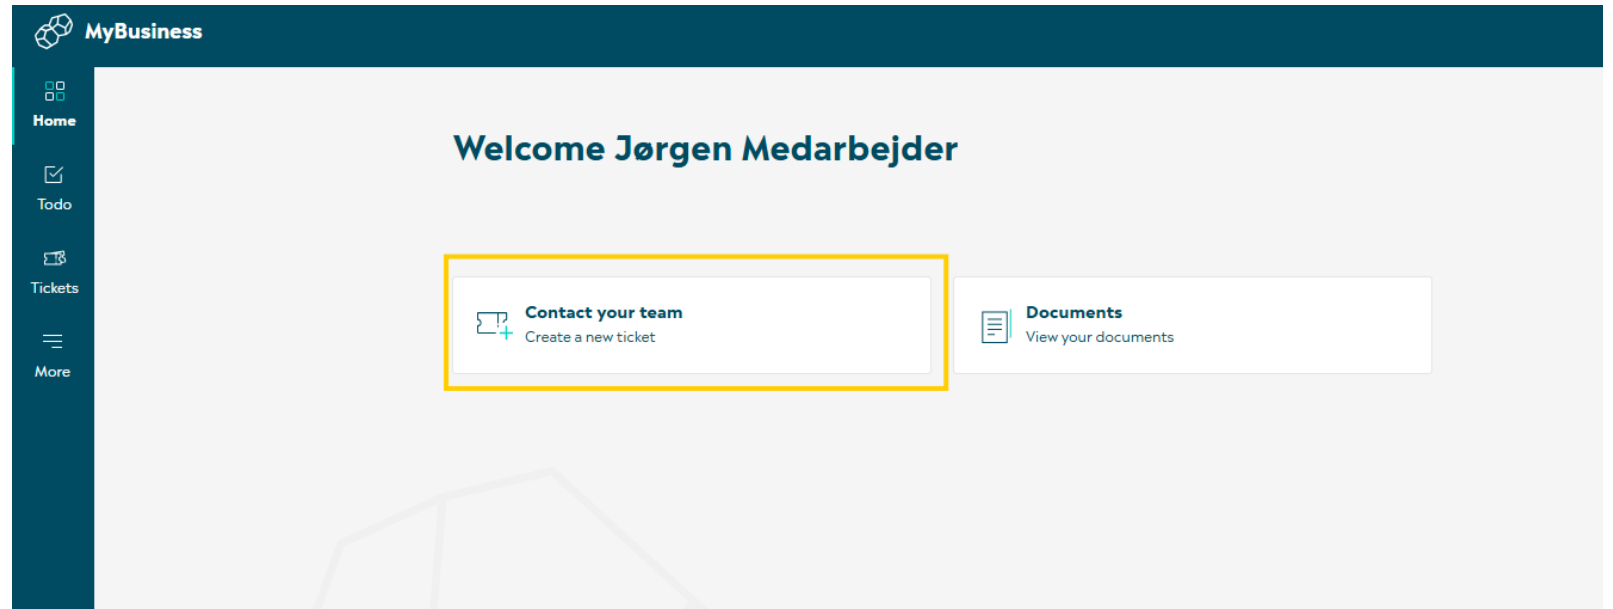 MyBusiness
Home
Todo
Tickets
More
Welcome Jørgen Medarbejder
Contact your team
Create a new ticket
Documents
View your documents